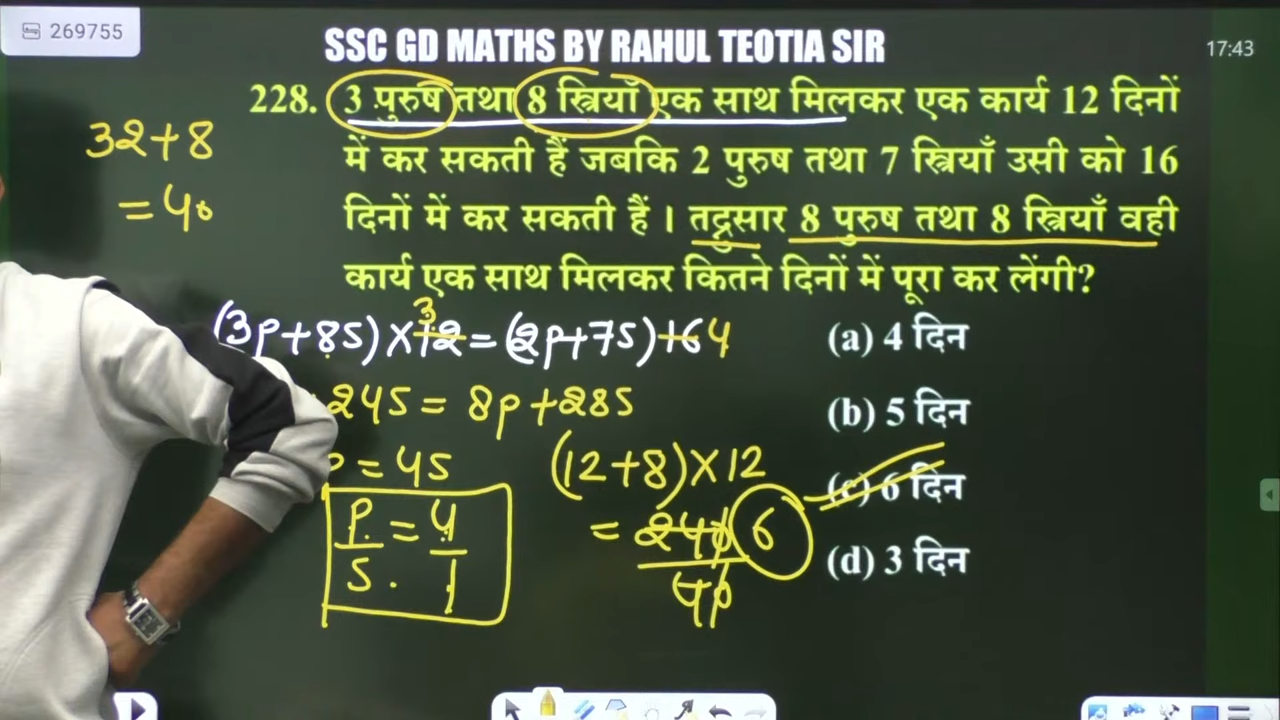 269755
SSC GD MATHS BY RAHUL TEOTIA SIR
17:43
228. 3 पुरुष तथा 8 स्त्रियाँ एक साथ मिलकर एक कार्य 12 दिनों
में कर सकती हैं जबकि 2 पुरुष तथा 7 स्त्रियाँ उसी को 16
दिनों में कर सकती हैं । तद्नुसार 8 पुरुष तथा 8 स्त्रियाँ वही
कार्य एक साथ मिलकर कितने दिनों में पूरा कर लेंगी?
32+8
=40
(3P+8S)×12 3=(2P+7S)16 4
24S = 8P+28S
P = 4S
P/S = 4/1
(12+8)×12
= 240/40 6
(a) 4 दिन
(b) 5 दिन
(c) 6 दिन
(d) 3 दिन